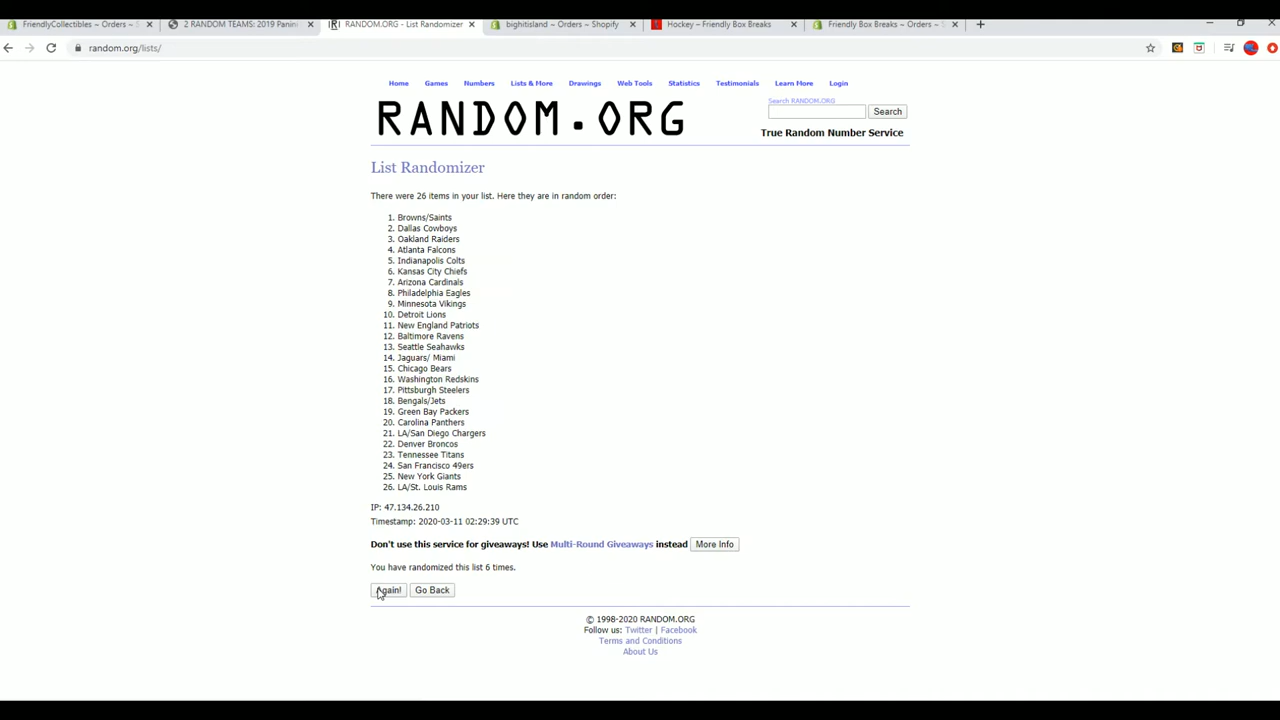 FriendlyCollectibles ~ Orders ~ S
2 RANDOM TEAMS: 2019 Panini
RANDOM.ORG - List Randomizer
bighitisland ~ Orders ~ Shopify
Hockey – Friendly Box Breaks
Friendly Box Breaks ~ Orders ~ S
random.org/lists/
Home Games Numbers Lists & More Drawings Web Tools Statistics Testimonials Learn More Login
RANDOM.ORG
Search RANDOM.ORG
Search
True Random Number Service
List Randomizer
There were 26 items in your list. Here they are in random order:
1. Browns/Saints
2. Dallas Cowboys
3. Oakland Raiders
4. Atlanta Falcons
5. Indianapolis Colts
6. Kansas City Chiefs
7. Arizona Cardinals
8. Philadelphia Eagles
9. Minnesota Vikings
10. Detroit Lions
11. New England Patriots
12. Baltimore Ravens
13. Seattle Seahawks
14. Jaguars/ Miami
15. Chicago Bears
16. Washington Redskins
17. Pittsburgh Steelers
18. Bengals/Jets
19. Green Bay Packers
20. Carolina Panthers
21. LA/San Diego Chargers
22. Denver Broncos
23. Tennessee Titans
24. San Francisco 49ers
25. New York Giants
26. LA/St. Louis Rams
IP: 47.134.26.210
Timestamp: 2020-03-11 02:29:39 UTC
Don't use this service for giveaways! Use Multi-Round Giveaways instead More Info
You have randomized this list 6 times.
Again! Go Back
© 1998-2020 RANDOM.ORG
Follow us: Twitter | Facebook
Terms and Conditions
About Us